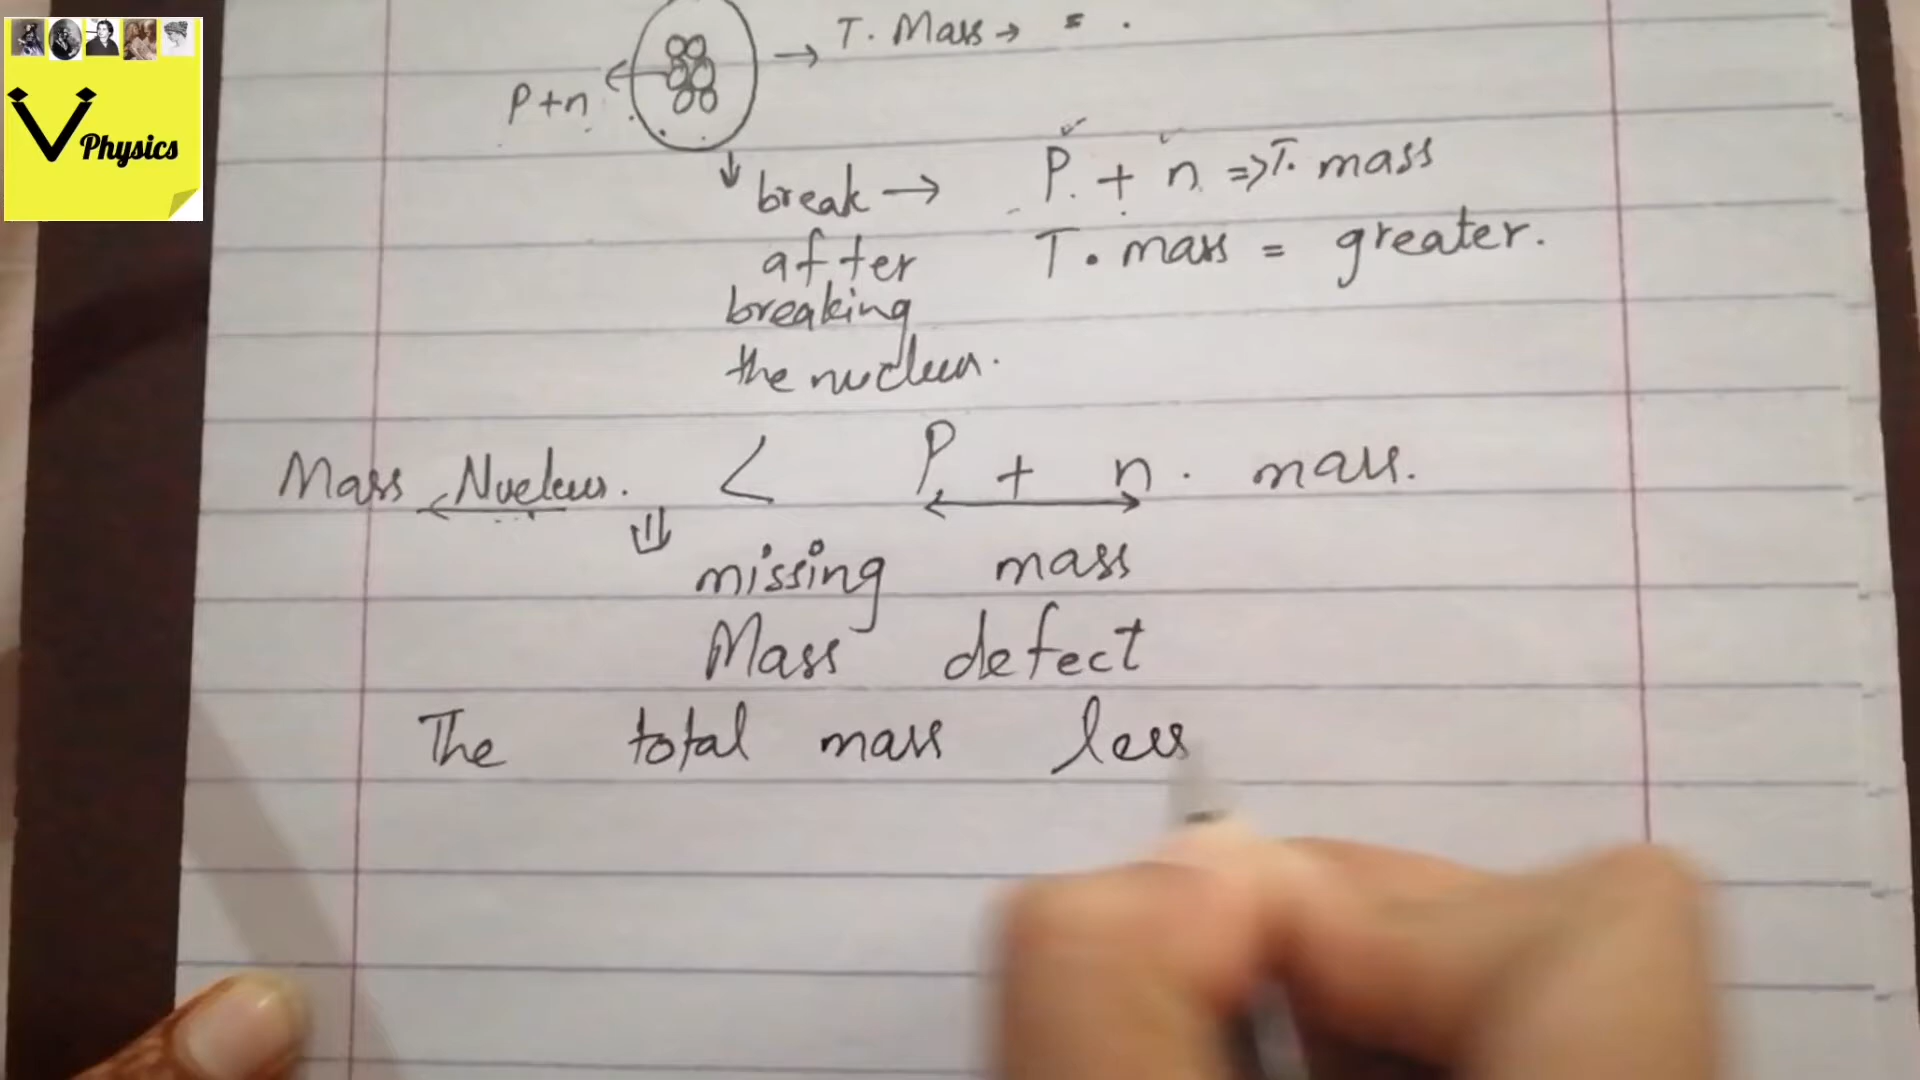 V Physics
T. Mass → = .
P+n
break → P. + n. => T. mass
after T. mass = greater.
breaking
the nucleus.
Mass Nucleus. < P + n. mass.
missing mass
Mass defect
The total mass less